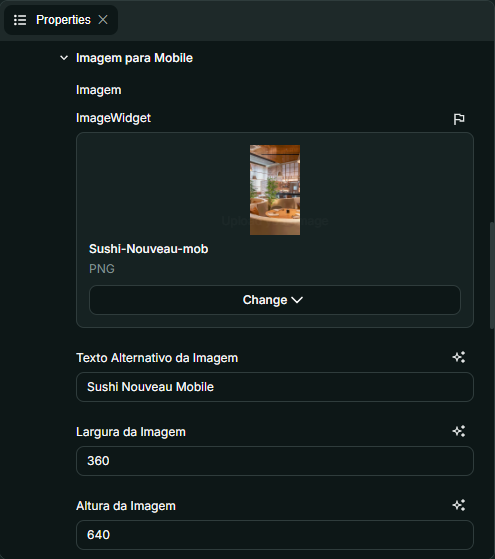 Properties
Imagem para Mobile
Imagem
ImageWidget
Sushi-Nouveau-mob
PNG
Change
Texto Alternativo da Imagem
Sushi Nouveau Mobile
Largura da Imagem
360
Altura da Imagem
640